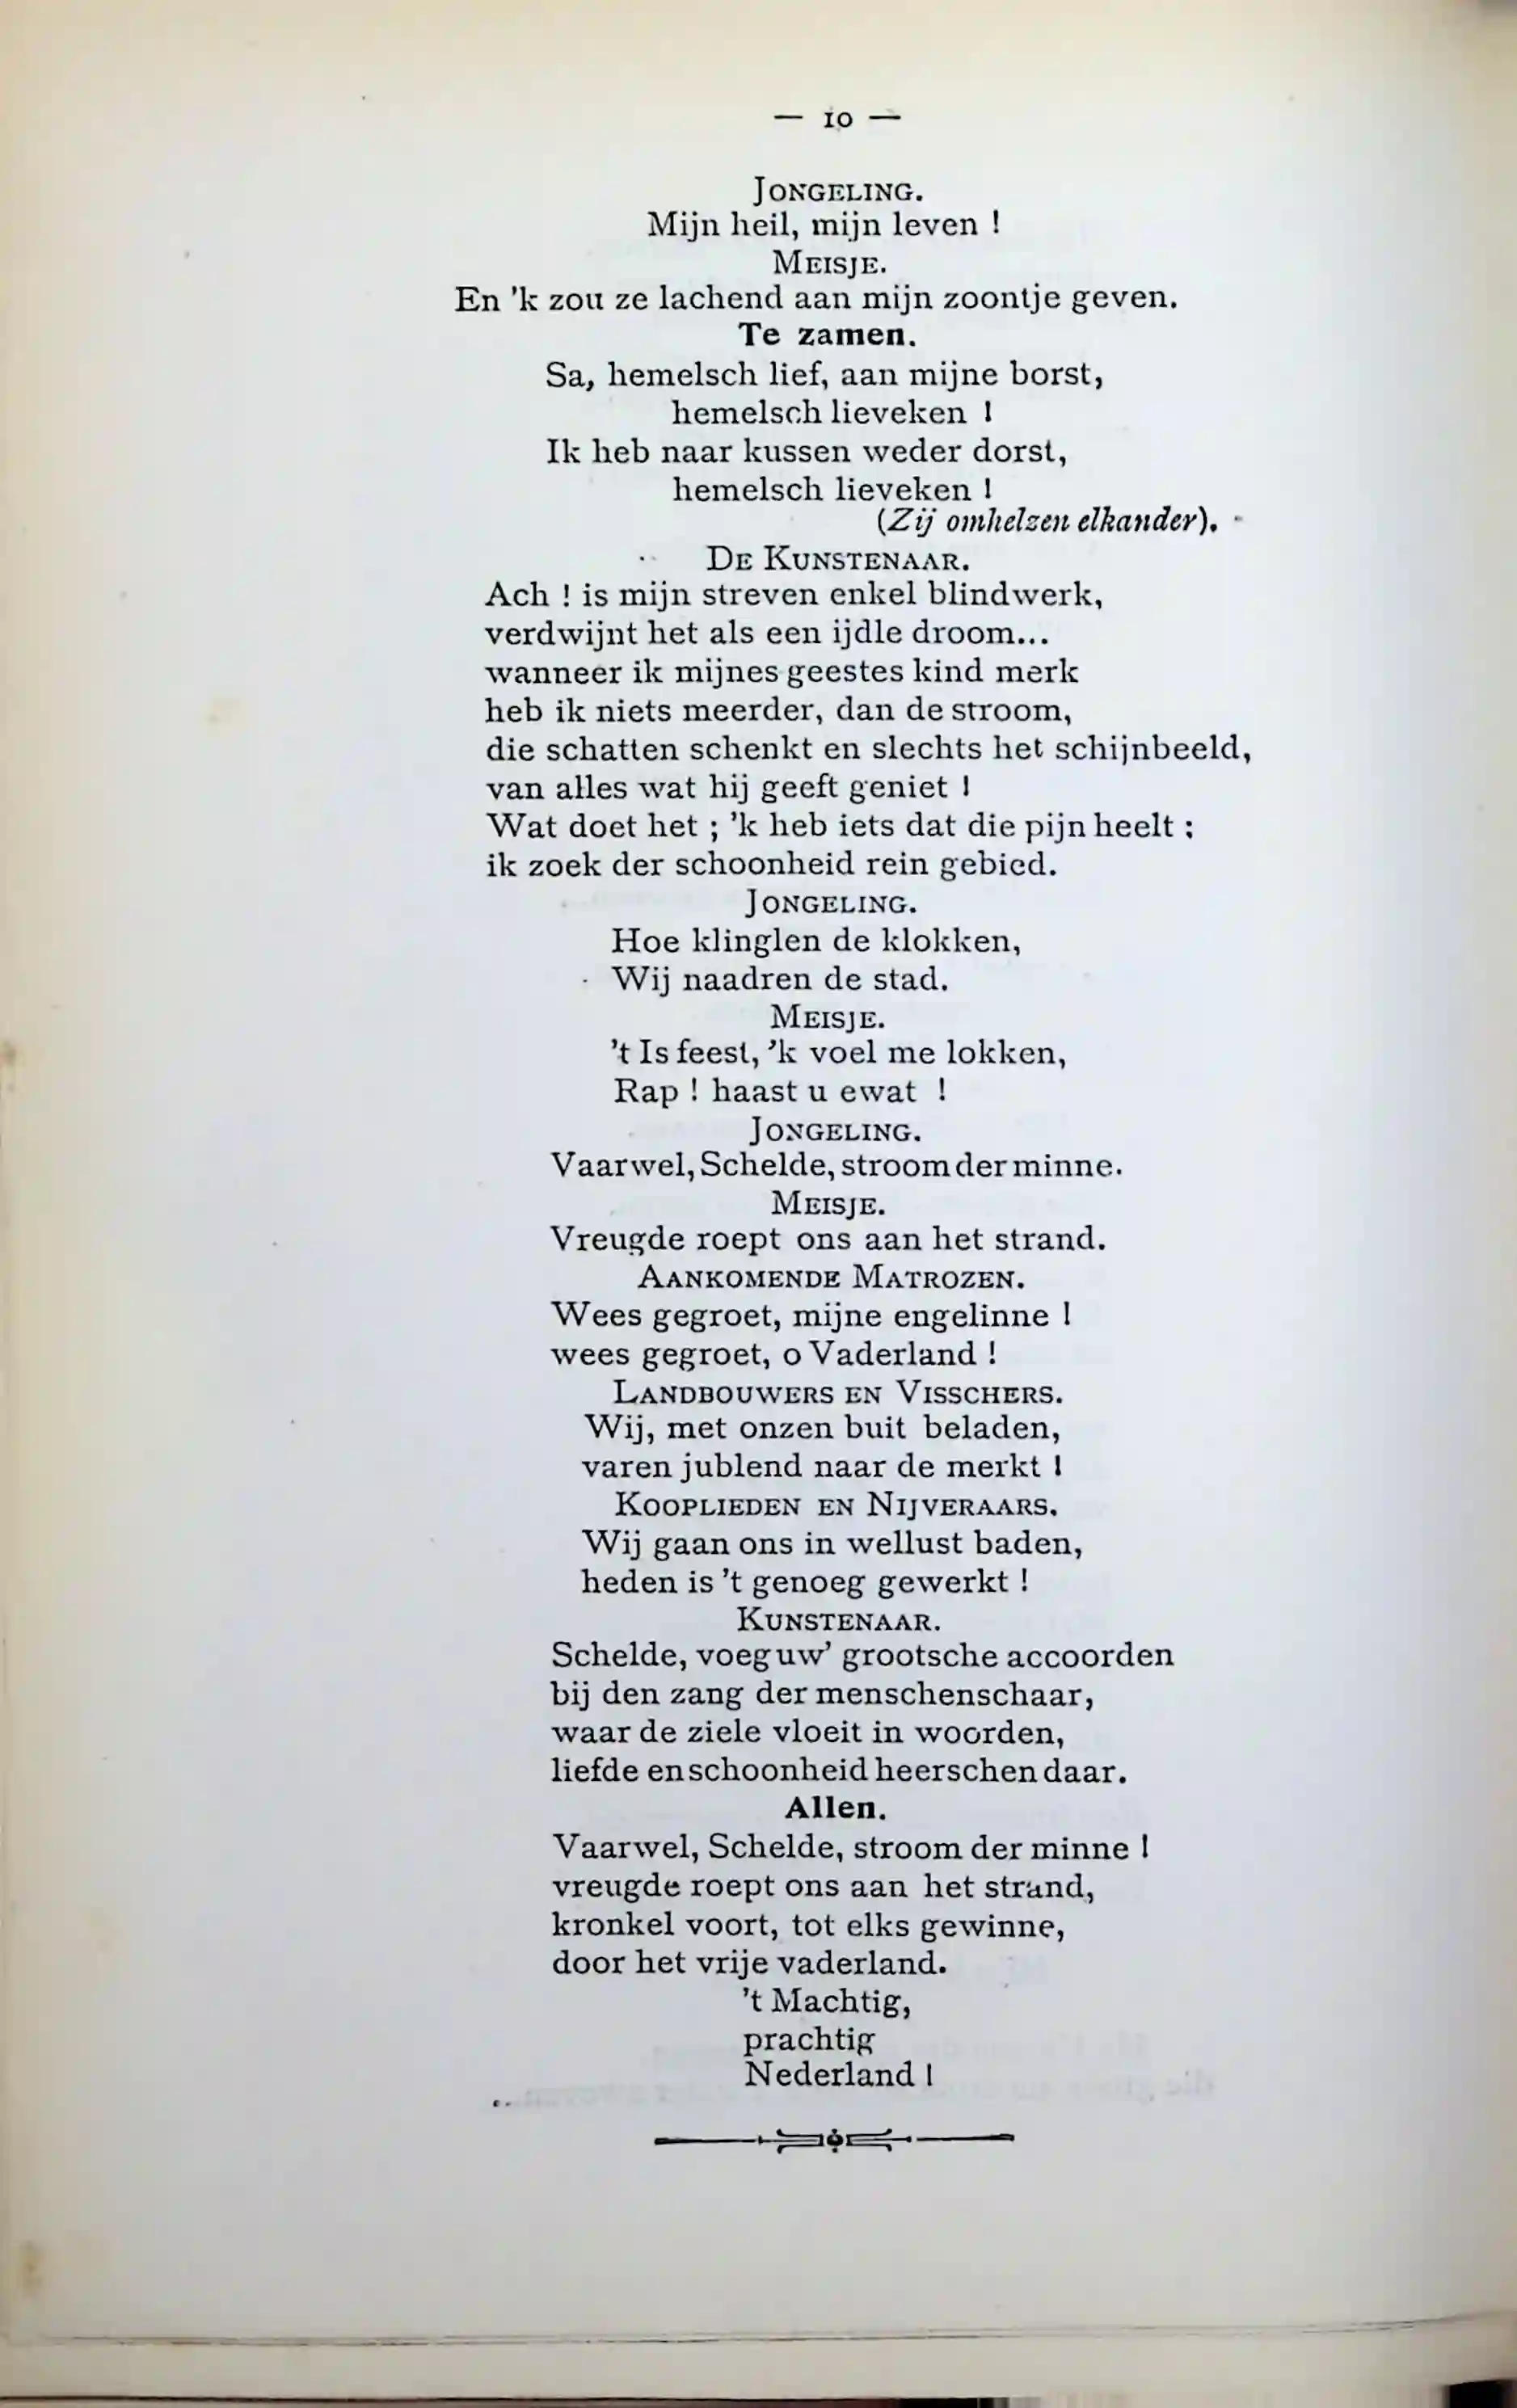 — 10 —
JONGELING.
Mijn heil, mijn leven !
MEISJE.
En 'k zou ze lachend aan mijn zoontje geven.
Te zamen.
Sa, hemelsch lief, aan mijne borst,
hemelsch lieveken !
Ik heb naar kussen weder dorst,
hemelsch lieveken !
(Zij omhelzen elkander).
DE KUNSTENAAR.
Ach ! is mijn streven enkel blindwerk,
verdwijnt het als een ijdle droom...
wanneer ik mijnes geestes kind merk
heb ik niets meerder, dan de stroom,
die schatten schenkt en slechts het schijnbeeld,
van alles wat hij geeft geniet !
Wat doet het ; 'k heb iets dat die pijn heelt :
ik zoek der schoonheid rein gebied.
JONGELING.
Hoe klinglen de klokken,
Wij naadren de stad.
MEISJE.
't Is feest, 'k voel me lokken,
Rap ! haast u ewat !
JONGELING.
Vaarwel, Schelde, stroom der minne.
MEISJE.
Vreugde roept ons aan het strand.
AANKOMENDE MATROZEN.
Wees gegroet, mijne engelinne !
wees gegroet, o Vaderland !
LANDBOUWERS EN VISSCHERS.
Wij, met onzen buit beladen,
varen jublend naar de merkt !
KOOPLIEDEN EN NIJVERAARS.
Wij gaan ons in wellust baden,
heden is 't genoeg gewerkt !
KUNSTENAAR.
Schelde, voeg uw' grootsche accoorden
bij den zang der menschenschaar,
waar de ziele vloeit in woorden,
liefde en schoonheid heerschen daar.
Allen.
Vaarwel, Schelde, stroom der minne !
vreugde roept ons aan het strand,
kronkel voort, tot elks gewinne,
door het vrije vaderland.
't Machtig,
prachtig
Nederland !